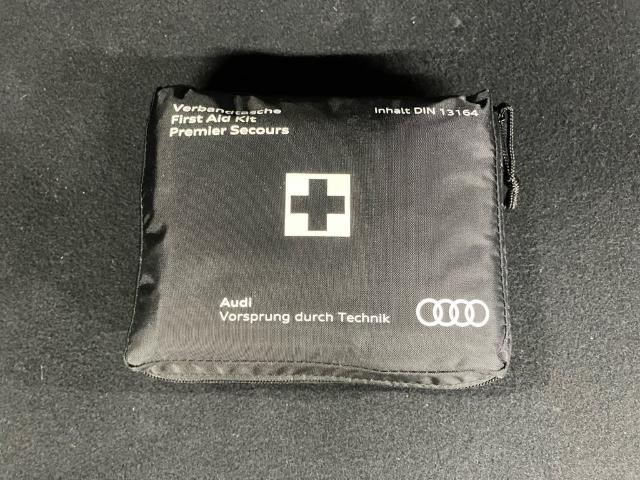 Verbandtasche
First Aid Kit
Premier Secours
Inhalt DIN 13164
Audi
Vorsprung durch Technik